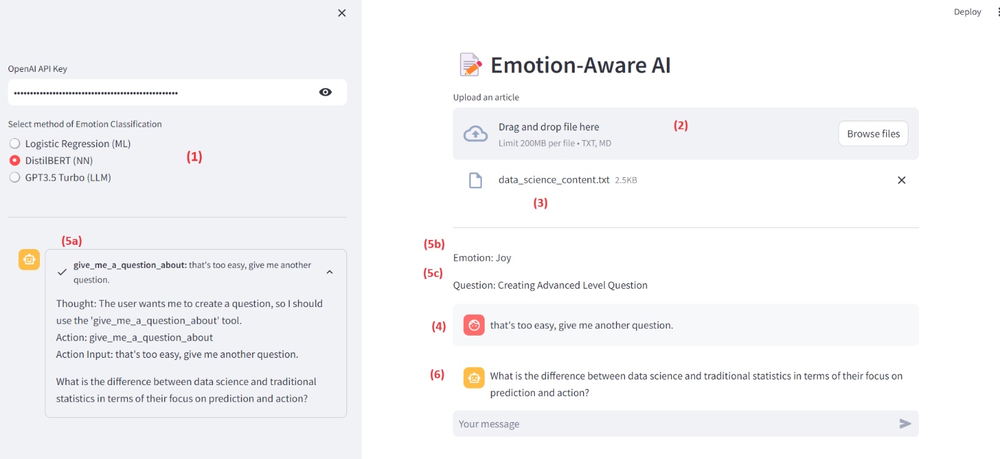 OpenAI API Key
••••••••••••••••••••••••••••••••••••••••••••••••••••
Select method of Emotion Classification
Logistic Regression (ML)
DistilBERT (NN)
GPT3.5 Turbo (LLM)
(1)
(5a)
give_me_a_question_about: that's too easy, give me another
question.
Thought: The user wants me to create a question, so I should
use the 'give_me_a_question_about' tool.
Action: give_me_a_question_about
Action Input: that's too easy, give me another question.
What is the difference between data science and traditional
statistics in terms of their focus on prediction and action?
Deploy
Emotion-Aware AI
Upload an article
Drag and drop file here
Limit 200MB per file • TXT, MD
(2)
Browse files
data_science_content.txt 2.5KB
(3)
(5b)
Emotion: Joy
(5c)
Question: Creating Advanced Level Question
(4)
that's too easy, give me another question.
(6)
What is the difference between data science and traditional statistics in terms of their focus on
prediction and action?
Your message